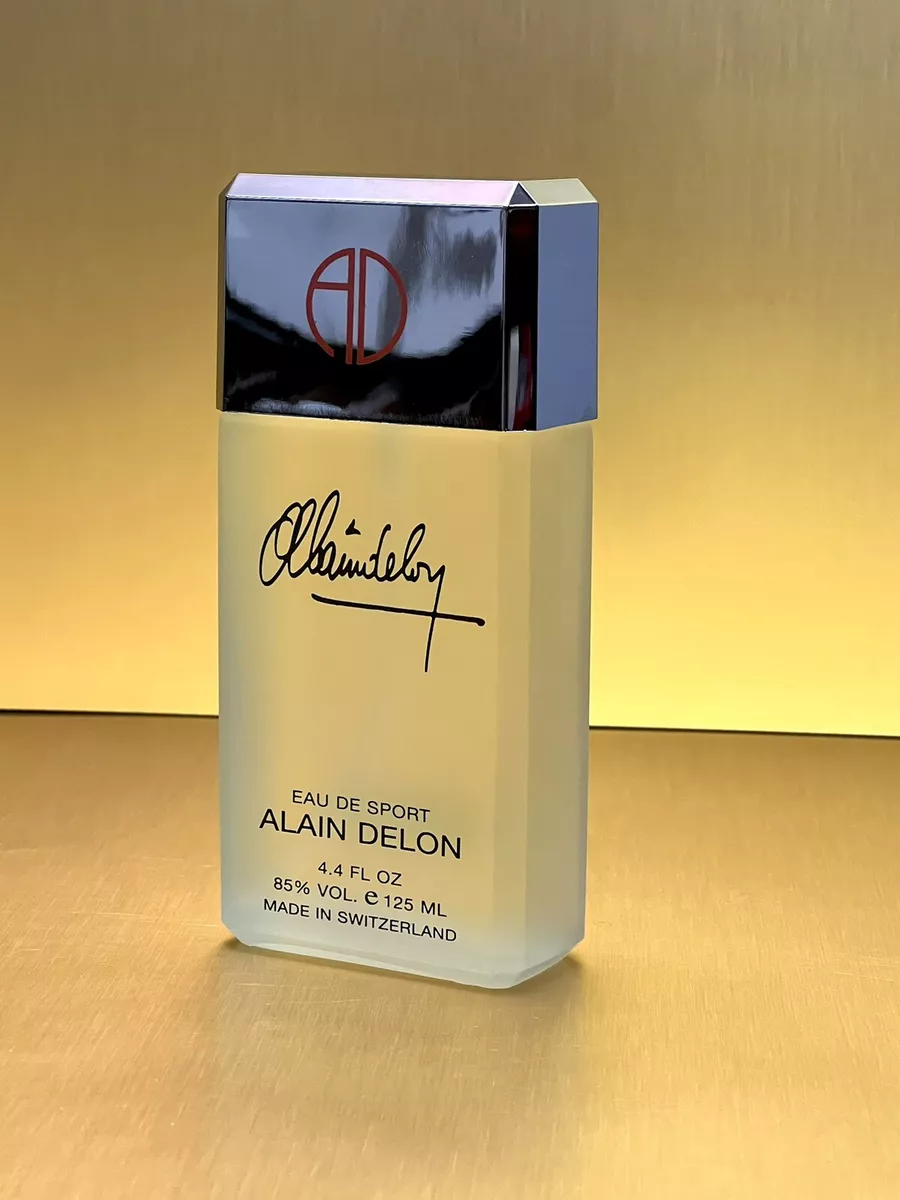 AD
Alain Delon
EAU DE SPORT
ALAIN DELON
4.4 FL OZ
85% VOL. e 125 ML
MADE IN SWITZERLAND